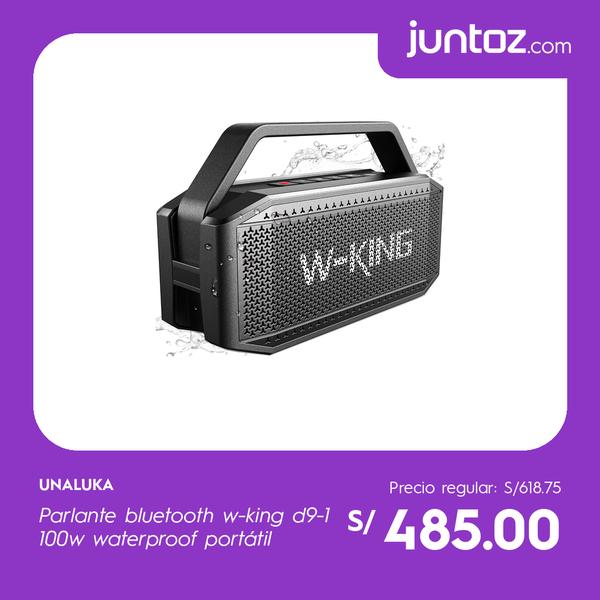 juntoz.com
W-KING
UNALUKA
Precio regular: S/618.75
Parlante bluetooth w-king d9-1
100w waterproof portátil
S/ 485.00